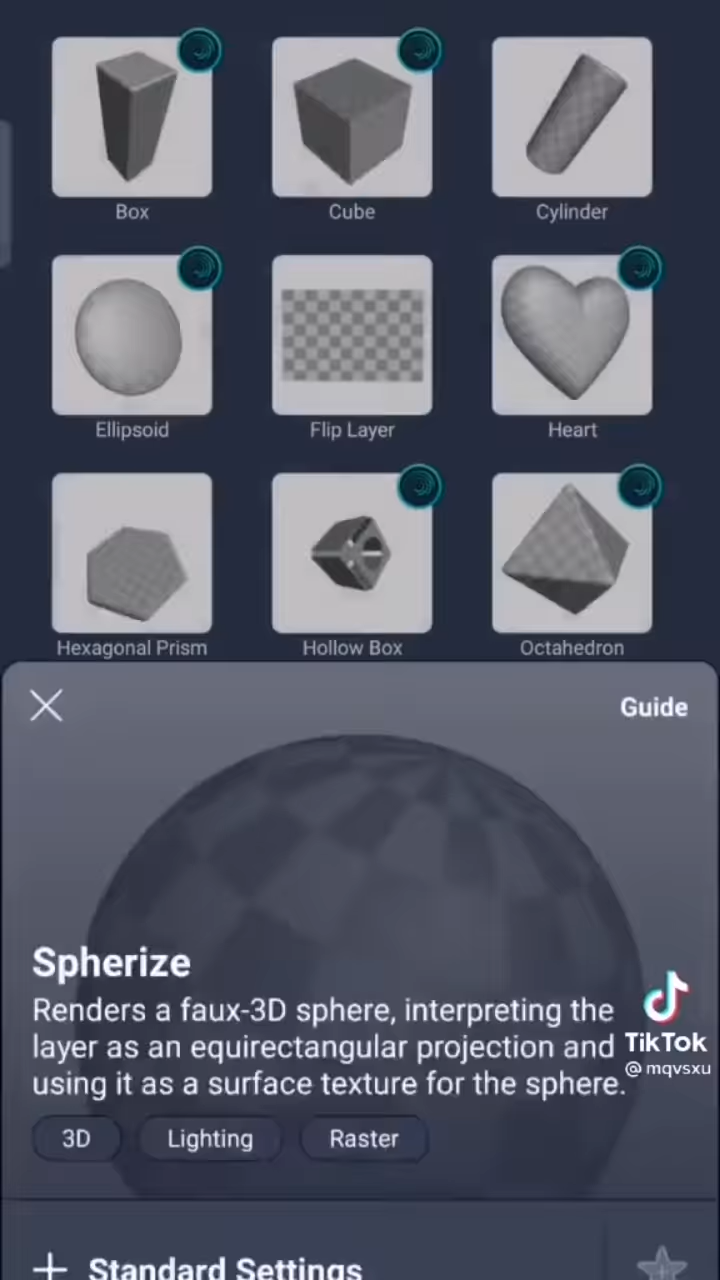 Box
Cube
Cylinder
Ellipsoid
Flip Layer
Heart
Hexagonal Prism
Hollow Box
Octahedron
Guide
Spherize
Renders a faux-3D sphere, interpreting the
layer as an equirectangular projection and
using it as a surface texture for the sphere.
TikTok
@mqvsxu
3D
Lighting
Raster
+ Standard Settings